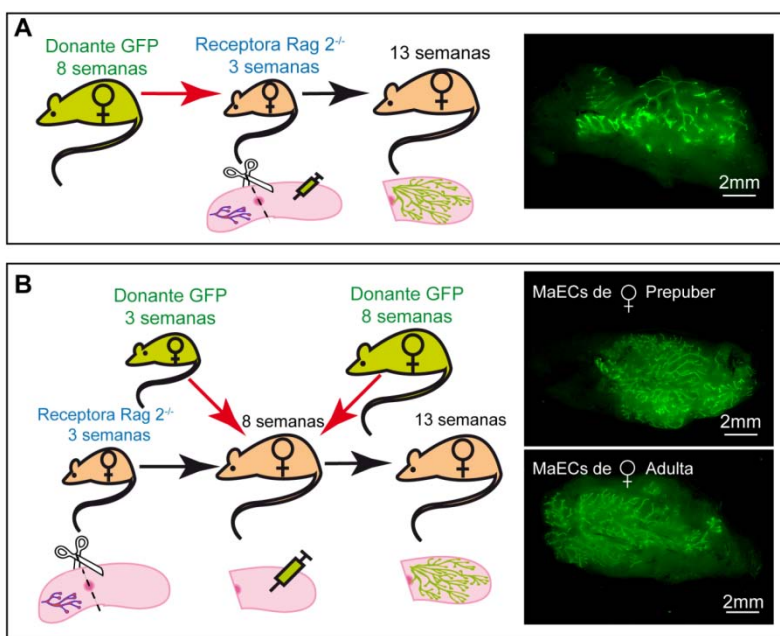 A
Donante GFP
8 semanas
Receptora Rag 2-/-
3 semanas
13 semanas
2mm
B
Donante GFP
3 semanas
Donante GFP
8 semanas
Receptora Rag 2-/-
3 semanas
8 semanas
13 semanas
MaECs de ♀ Prepuber
2mm
MaECs de ♀ Adulta
2mm